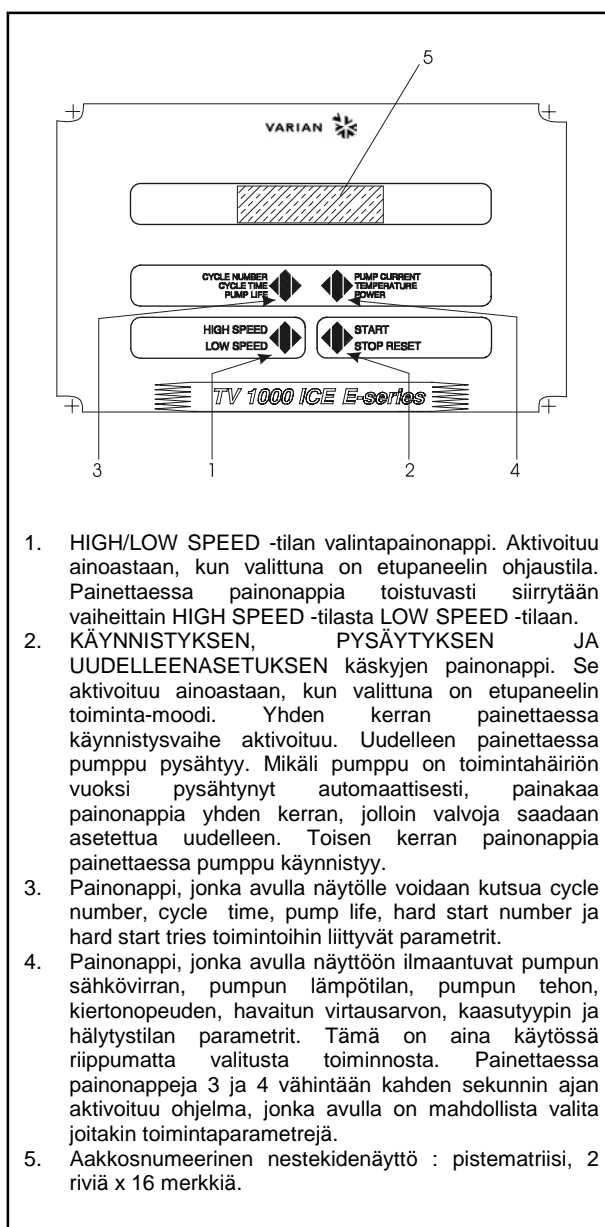 5
VARIAN
CYCLE NUMBER
CYCLE TIME
PUMP LIFE
PUMP CURRENT
TEMPERATURE
POWER
HIGH SPEED
LOW SPEED
START
STOP RESET
TV 1000 ICE E-series
3 1 2 4
1. HIGH/LOW SPEED -tilan valintapainonappi. Aktivoituu
ainoastaan, kun valittuna on etupaneelin ohjaustila.
Painettaessa painonappia toistuvasti siirrytään
vaiheittain HIGH SPEED -tilasta LOW SPEED -tilaan.
2. KÄYNNISTYKSEN, PYSÄYTYKSEN JA
UUDELLEENASETUKSEN käskyjen painonappi. Se
aktivoituu ainoastaan, kun valittuna on etupaneelin
toiminta-moodi. Yhden kerran painettaessa
käynnistysvaihe aktivoituu. Uudelleen painettaessa
pumppu pysähtyy. Mikäli pumppu on toimintahäiriön
vuoksi pysähtynyt automaattisesti, painakaa
painonappia yhden kerran, jolloin valvoja saadaan
asetettua uudelleen. Toisen kerran painonappia
painettaessa pumppu käynnistyy.
3. Painonappi, jonka avulla näytölle voidaan kutsua cycle
number, cycle time, pump life, hard start number ja
hard start tries toimintoihin liittyvät parametrit.
4. Painonappi, jonka avulla näyttöön ilmaantuvat pumpun
sähkövirran, pumpun lämpötilan, pumpun tehon,
kiertonopeuden, havaitun virtausarvon, kaasutyypin ja
hälytystilan parametrit. Tämä on aina käytössä
riippumatta valitusta toiminnosta. Painettaessa
painonappeja 3 ja 4 vähintään kahden sekunnin ajan
aktivoituu ohjelma, jonka avulla on mahdollista valita
joitakin toimintaparametrejä.
5. Aakkosnumeerinen nestekidenäyttö : pistematriisi, 2
riviä x 16 merkkiä.